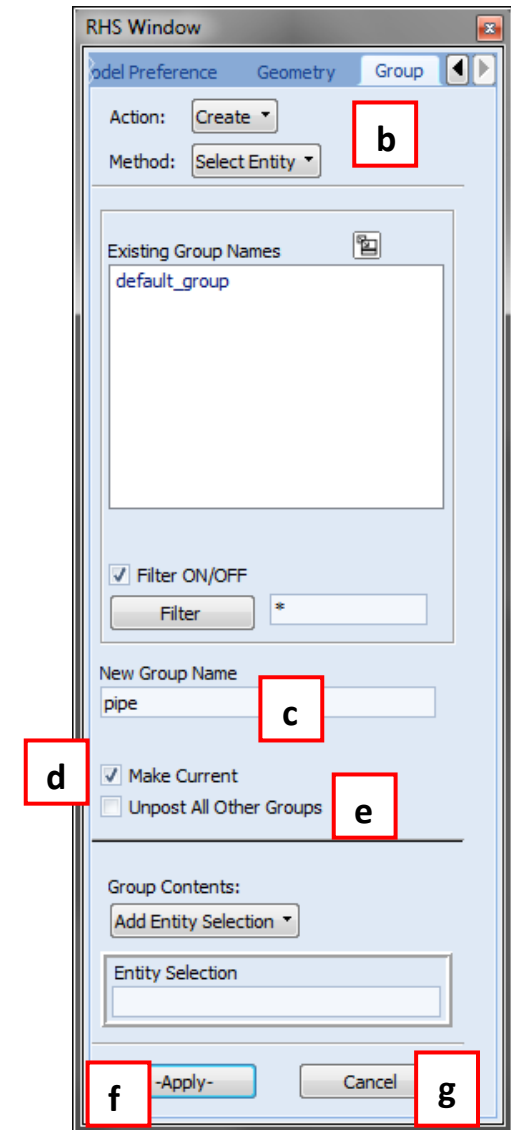 RHS Window
odel Preference Geometry Group
Action: Create
b
Method: Select Entity
Existing Group Names
default_group
Filter ON/OFF
Filter *
New Group Name
pipe
c
d
Make Current
Unpost All Other Groups
e
Group Contents:
Add Entity Selection
Entity Selection
f
-Apply- Cancel
g